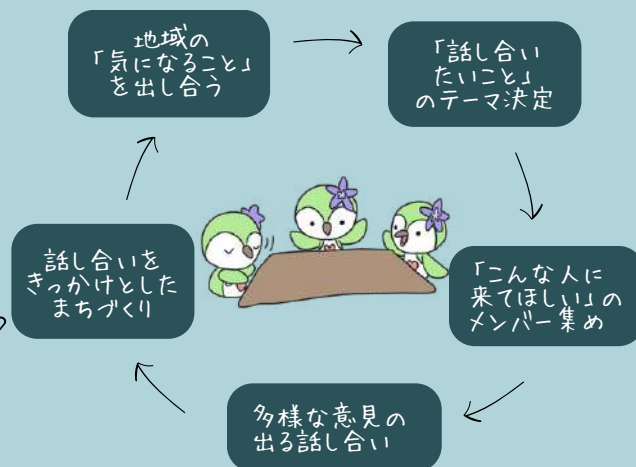 地域の
「気になること」
を出し合う
「話し合い
たいこと」
のテーマ決定
「こんな人に
来てほしい」の
メンバー集め
多様な意見の
出る話し合い
話し合いを
きっかけとした
まちづくり